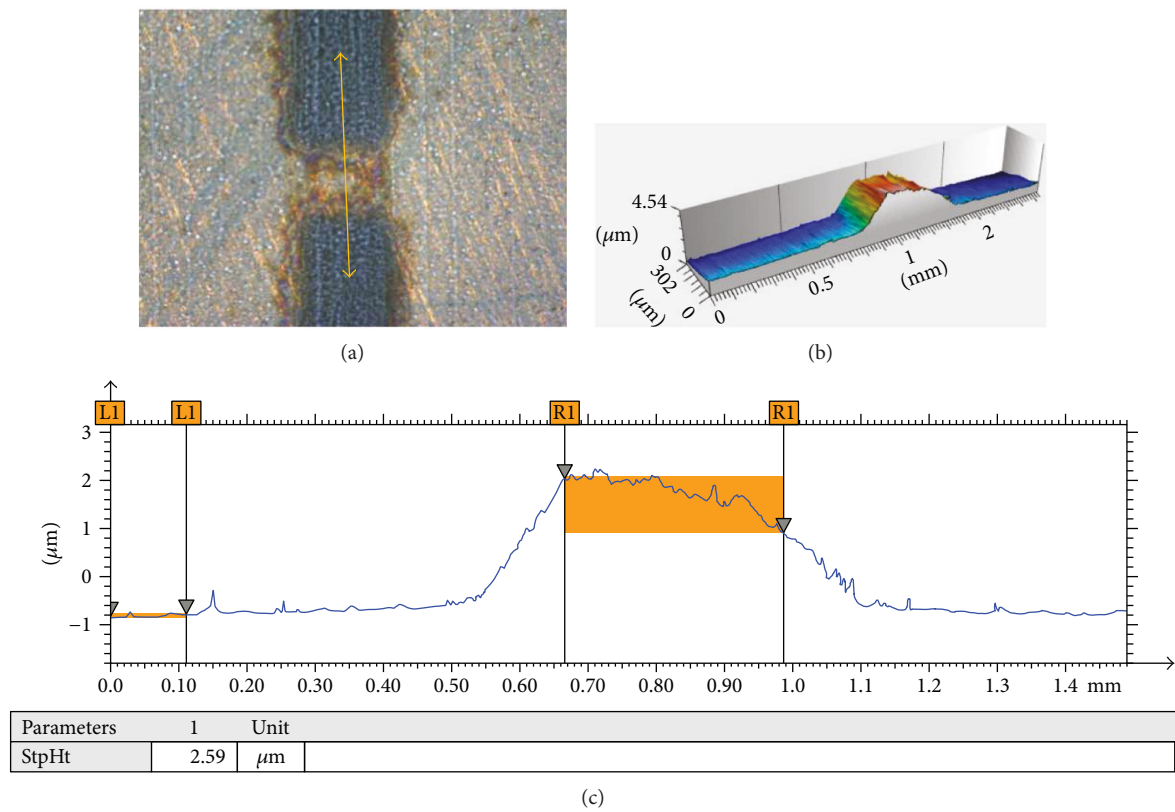 (a)
4.54
(μm)
0
302
(μm)
0
0
0.5
1
(mm)
2
(b)
L1 L1 R1 R1
3
2
1
0
−1
(μm)
0.0 0.10 0.20 0.30 0.40 0.50 0.60 0.70 0.80 0.90 1.0 1.1 1.2 1.3 1.4 mm
Parameters 1 Unit
StpHt 2.59 μm
(c)